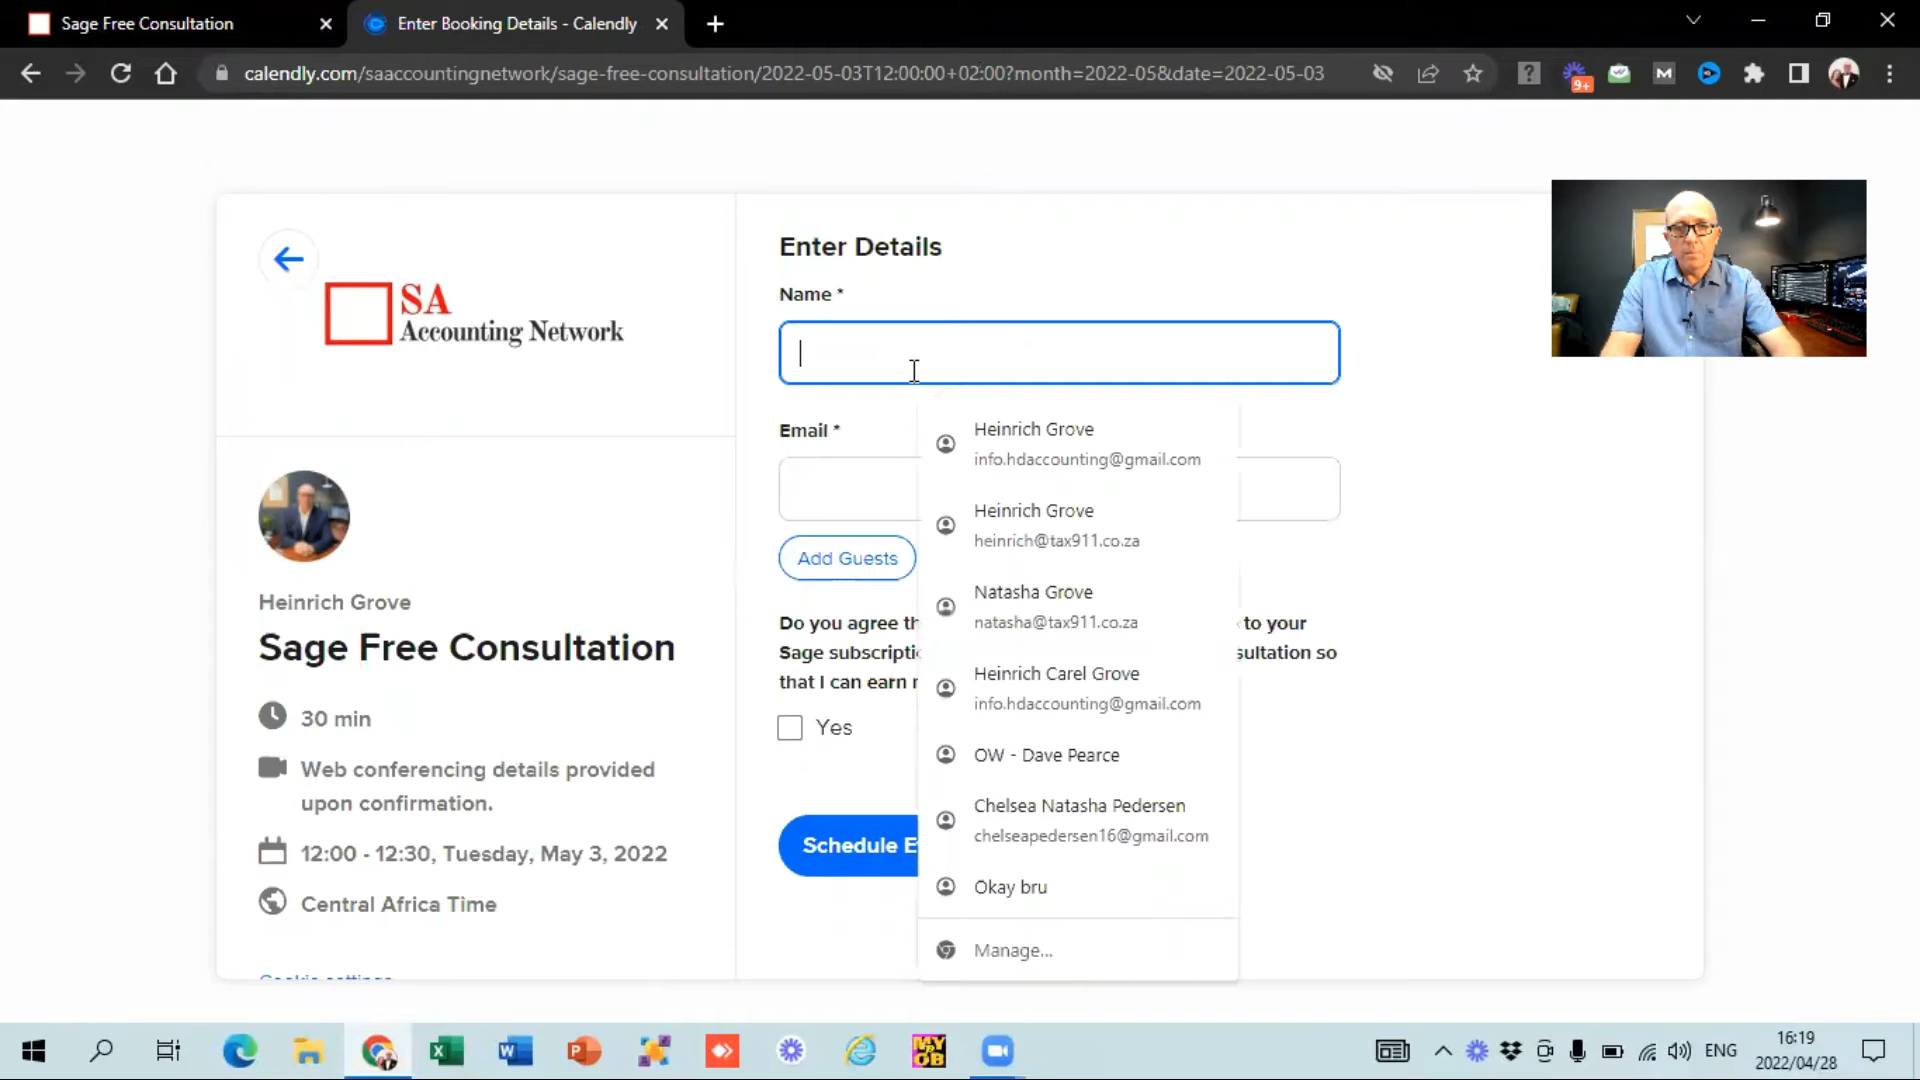 Sage Free Consultation
Enter Booking Details - Calendly
calendly.com/saaccountingnetwork/sage-free-consultation/2022-05-03T12:00:00+02:00?month=2022-05&date=2022-05-03
9+
SA
Accounting Network
Heinrich Grove
Sage Free Consultation
30 min
Web conferencing details provided
upon confirmation.
12:00 - 12:30, Tuesday, May 3, 2022
Central Africa Time
Enter Details
Name *
Email *
Add Guests
Do you agree to your
Sage subscripti sultation so
that I can earn
Yes
Schedule E
Heinrich Grove
info.hdaccounting@gmail.com
Heinrich Grove
heinrich@tax911.co.za
Natasha Grove
natasha@tax911.co.za
Heinrich Carel Grove
info.hdaccounting@gmail.com
OW - Dave Pearce
Chelsea Natasha Pedersen
chelseapedersen16@gmail.com
Okay bru
Manage...
MY
OB
ENG
16:19
2022/04/28